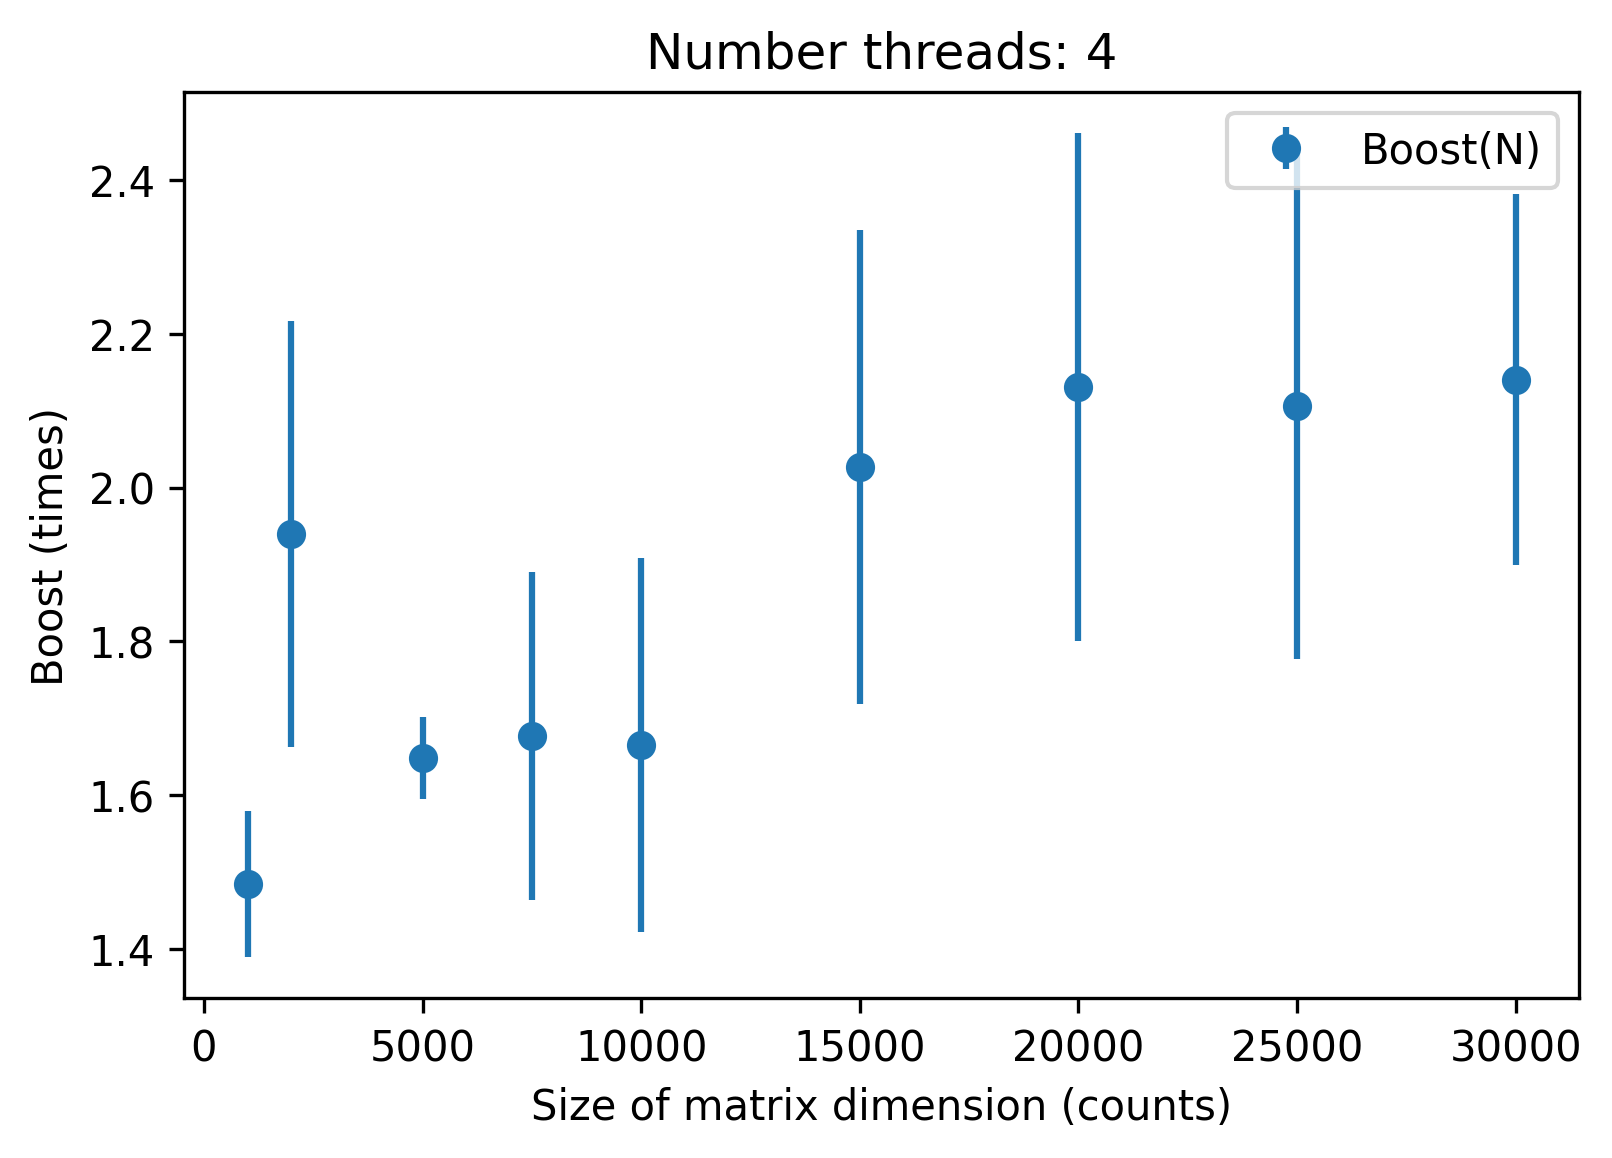 Number threads: 4
Boost(N)
Boost (times)
2.4
2.2
2.0
1.8
1.6
1.4
0 5000 10000 15000 20000 25000 30000
Size of matrix dimension (counts)